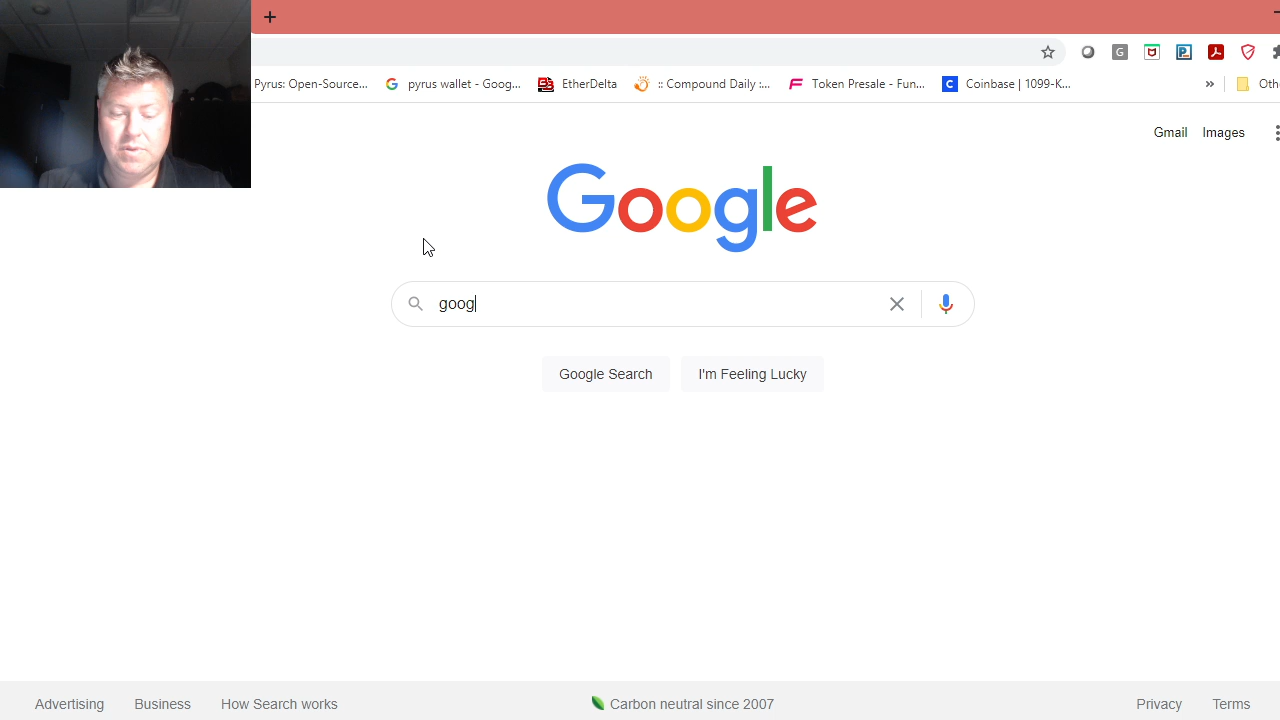 Pyrus: Open-Source... pyrus wallet - Goog... EtherDelta :: Compound Daily :... Token Presale - Fun... Coinbase | 1099-K... » Oth
Gmail Images
Google
goog
Google Search I'm Feeling Lucky
Advertising Business How Search works Carbon neutral since 2007 Privacy Terms